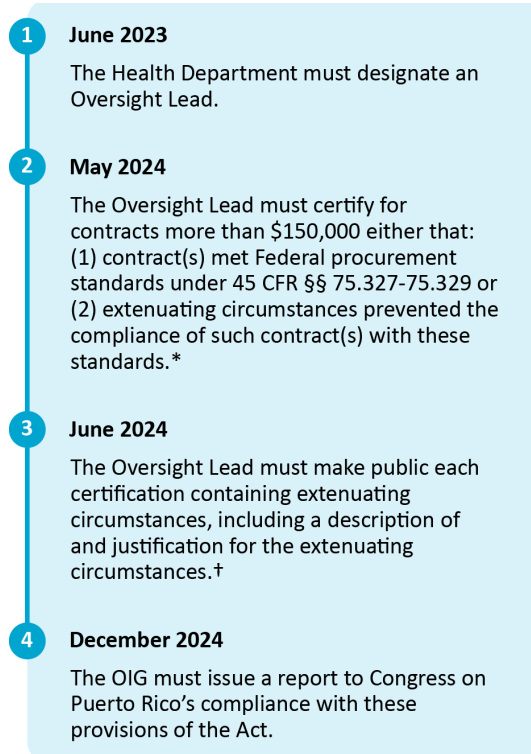 1
June 2023
The Health Department must designate an
Oversight Lead.
2
May 2024
The Oversight Lead must certify for
contracts more than $150,000 either that:
(1) contract(s) met Federal procurement
standards under 45 CFR §§ 75.327-75.329 or
(2) extenuating circumstances prevented the
compliance of such contract(s) with these
standards.*
3
June 2024
The Oversight Lead must make public each
certification containing extenuating
circumstances, including a description of
and justification for the extenuating
circumstances.†
4
December 2024
The OIG must issue a report to Congress on
Puerto Rico’s compliance with these
provisions of the Act.